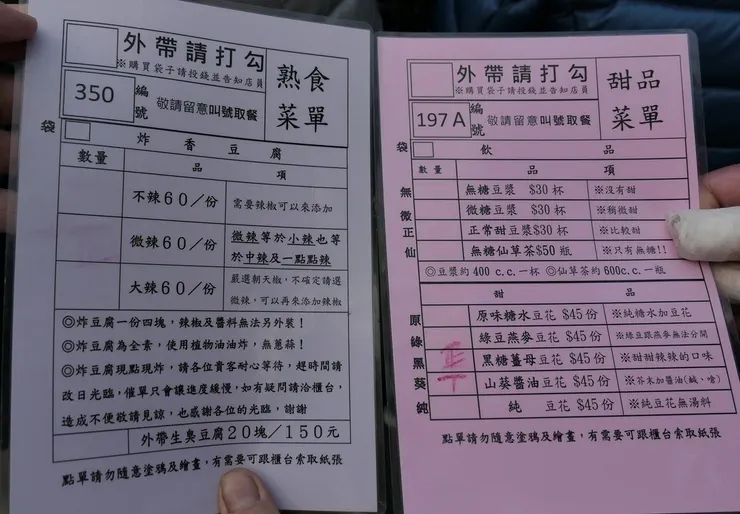 外帶請打勾
※購買袋子請投錢並告知店員
熟食
菜單
350
編號
敬請留意叫號取餐
袋
炸香豆腐
數量
品項
不辣60/份
需要辣椒可以來添加
微辣60/份
微辣等於小辣也等
於中辣及一點點辣
大辣60/份
嚴選朝天椒,不確定請選
微辣,可以再來添加辣椒
◎炸豆腐一份四塊,辣椒及醬料無法另外裝!
◎炸豆腐為全素,使用植物油油炸,無蔥蒜!
◎炸豆腐現點現炸,請各位貴客耐心等待,趕時間請
改日光臨,催單只會讓進度緩慢,如有疑問請洽櫃台,
造成不便敬請見諒,也感謝各位的光臨,謝謝
外帶生臭豆腐20塊/150元
點單請勿隨意塗鴉及繪畫,有需要可跟櫃台索取紙張
外帶請打勾
※購買袋子請投錢並告知店員
甜品
菜單
197A
編號
敬請留意叫號取餐
袋
飲品
數量
品項
無
無糖豆漿 $30杯
※沒有甜
微
微糖豆漿 $30杯
※稍微甜
正
正常甜豆漿$30杯
※比較甜
仙
無糖仙草茶$50瓶
※只有無糖!!
◎豆漿約400 c.c.一杯 ◎仙草茶約600c.c.一瓶
甜品
原
原味糖水豆花 $45份
※純糖水加豆花
綠
綠豆燕麥豆花 $45份
※綠豆跟燕麥無法分開
黑
正
黑糖薑母豆花 $45份
※甜甜辣辣的口味
葵
山葵醬油豆花 $45份
※芥末加醬油(鹹,嗆)
純
純 豆花 $45份
※純豆花無湯料
點單請勿隨意塗鴉及繪畫,有需要可跟櫃台索取紙張